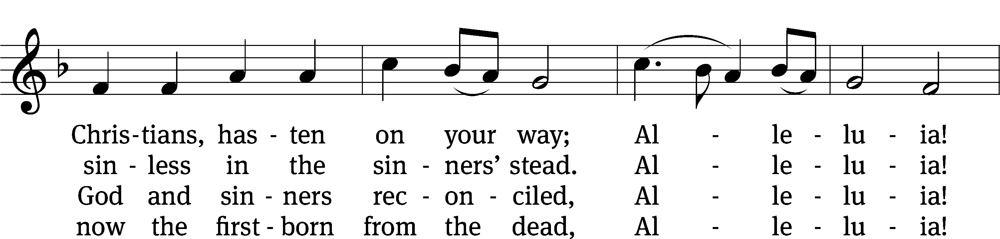 Chris-tians, has - ten on your way; Al - le - lu - ia!
sin - less in the sin - ners’ stead. Al - le - lu - ia!
God and sin - ners rec - on - ciled, Al - le - lu - ia!
now the first - born from the dead, Al - le - lu - ia!